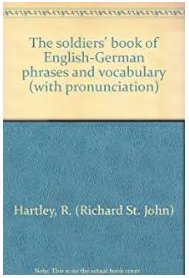 The soldiers' book of
English-German
phrases and vocabulary
(with pronunciation)
Hartley, R. (Richard St. John)
Note: This is not the actual book cover